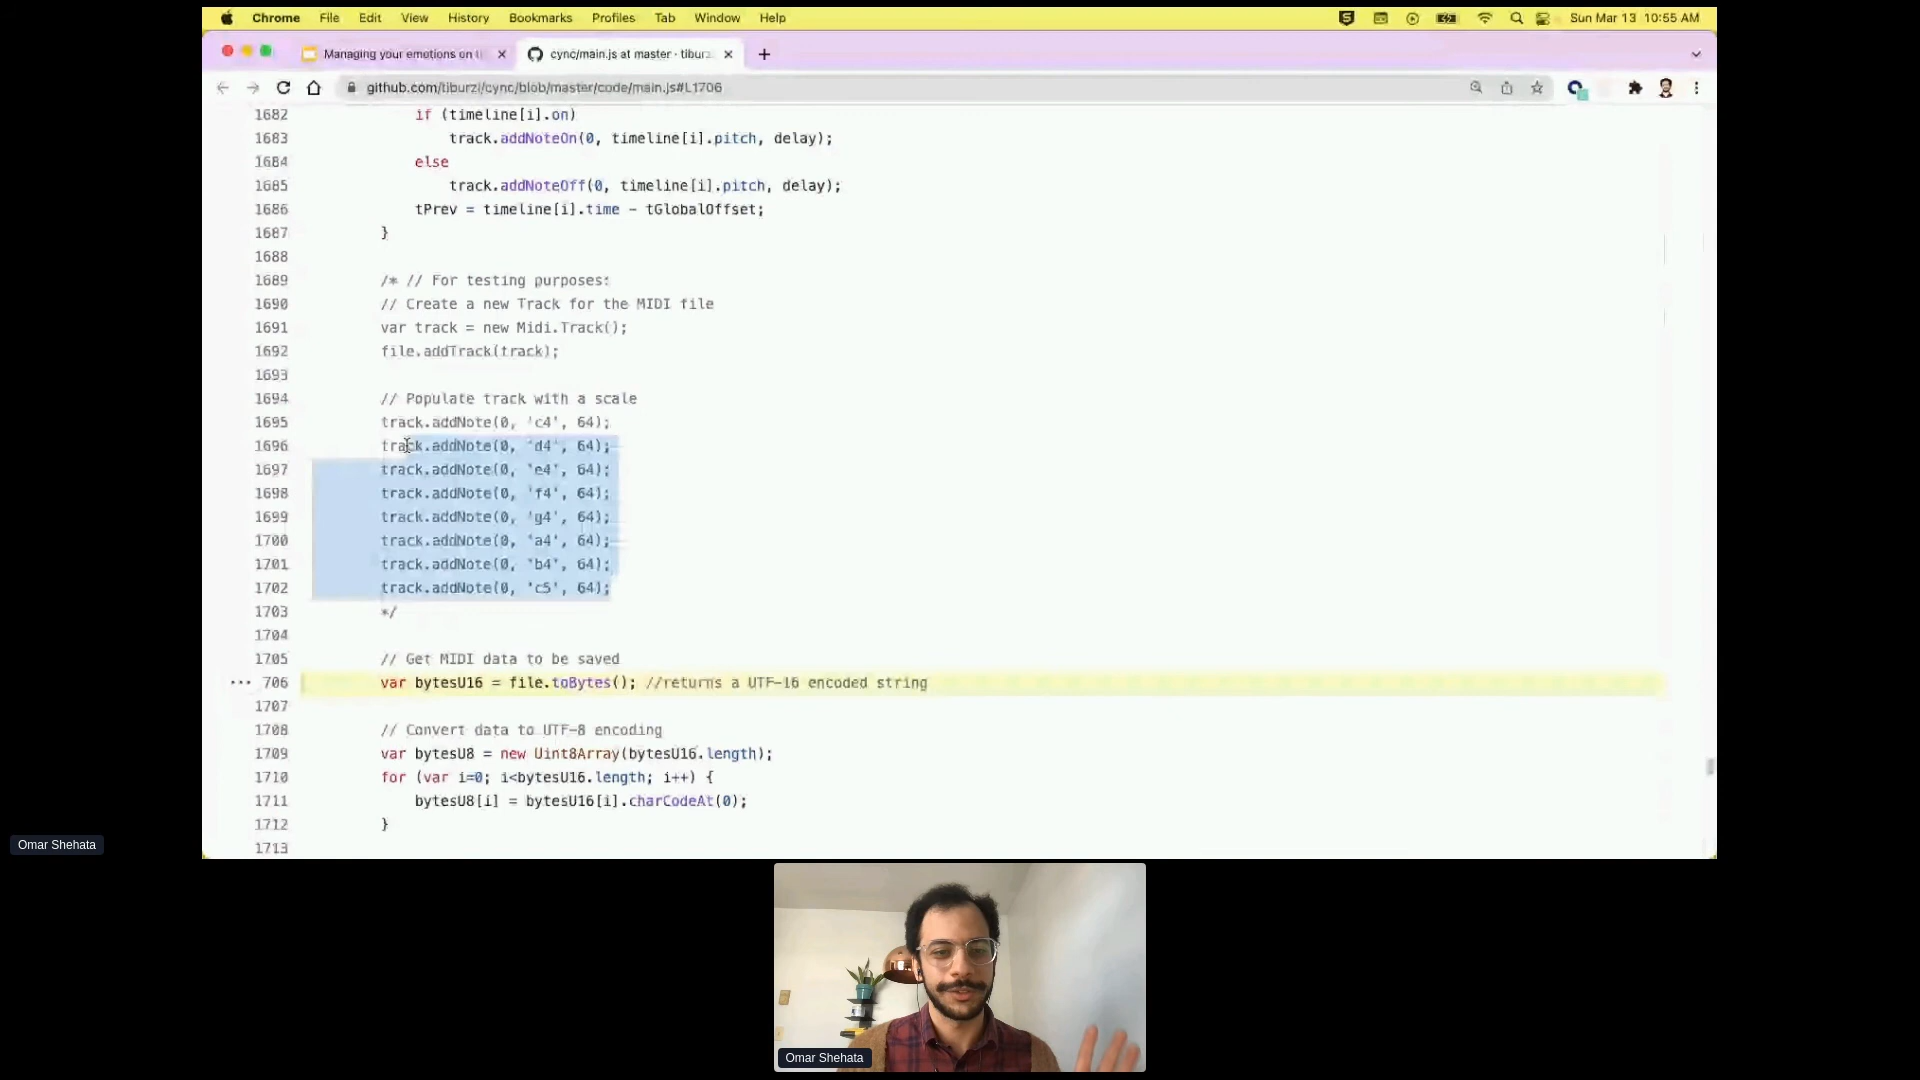 Chrome File Edit View History Bookmarks Profiles Tab Window Help Sun Mar 13 10:55 AM
Managing your emotions on t
cync/main.js at master · tiburz
github.com/tiburzi/cync/blob/master/code/main.js#L1706
1682 if (timeline[i].on)
1683 track.addNoteOn(0, timeline[i].pitch, delay);
1684 else
1685 track.addNoteOff(0, timeline[i].pitch, delay);
1686 tPrev = timeline[i].time - tGlobalOffset;
1687 }
1688
1689 /* // For testing purposes:
1690 // Create a new Track for the MIDI file
1691 var track = new Midi.Track();
1692 file.addTrack(track);
1693
1694 // Populate track with a scale
1695 track.addNote(0, 'c4', 64);
1696 track.addNote(0, 'd4', 64);
1697 track.addNote(0, 'e4', 64);
1698 track.addNote(0, 'f4', 64);
1699 track.addNote(0, 'g4', 64);
1700 track.addNote(0, 'a4', 64);
1701 track.addNote(0, 'b4', 64);
1702 track.addNote(0, 'c5', 64);
1703 */
1704
1705 // Get MIDI data to be saved
··· 706 var bytesU16 = file.toBytes(); //returns a UTF-16 encoded string
1707
1708 // Convert data to UTF-8 encoding
1709 var bytesU8 = new Uint8Array(bytesU16.length);
1710 for (var i=0; i<bytesU16.length; i++) {
1711 bytesU8[i] = bytesU16[i].charCodeAt(0);
1712 }
1713
Omar Shehata
Omar Shehata